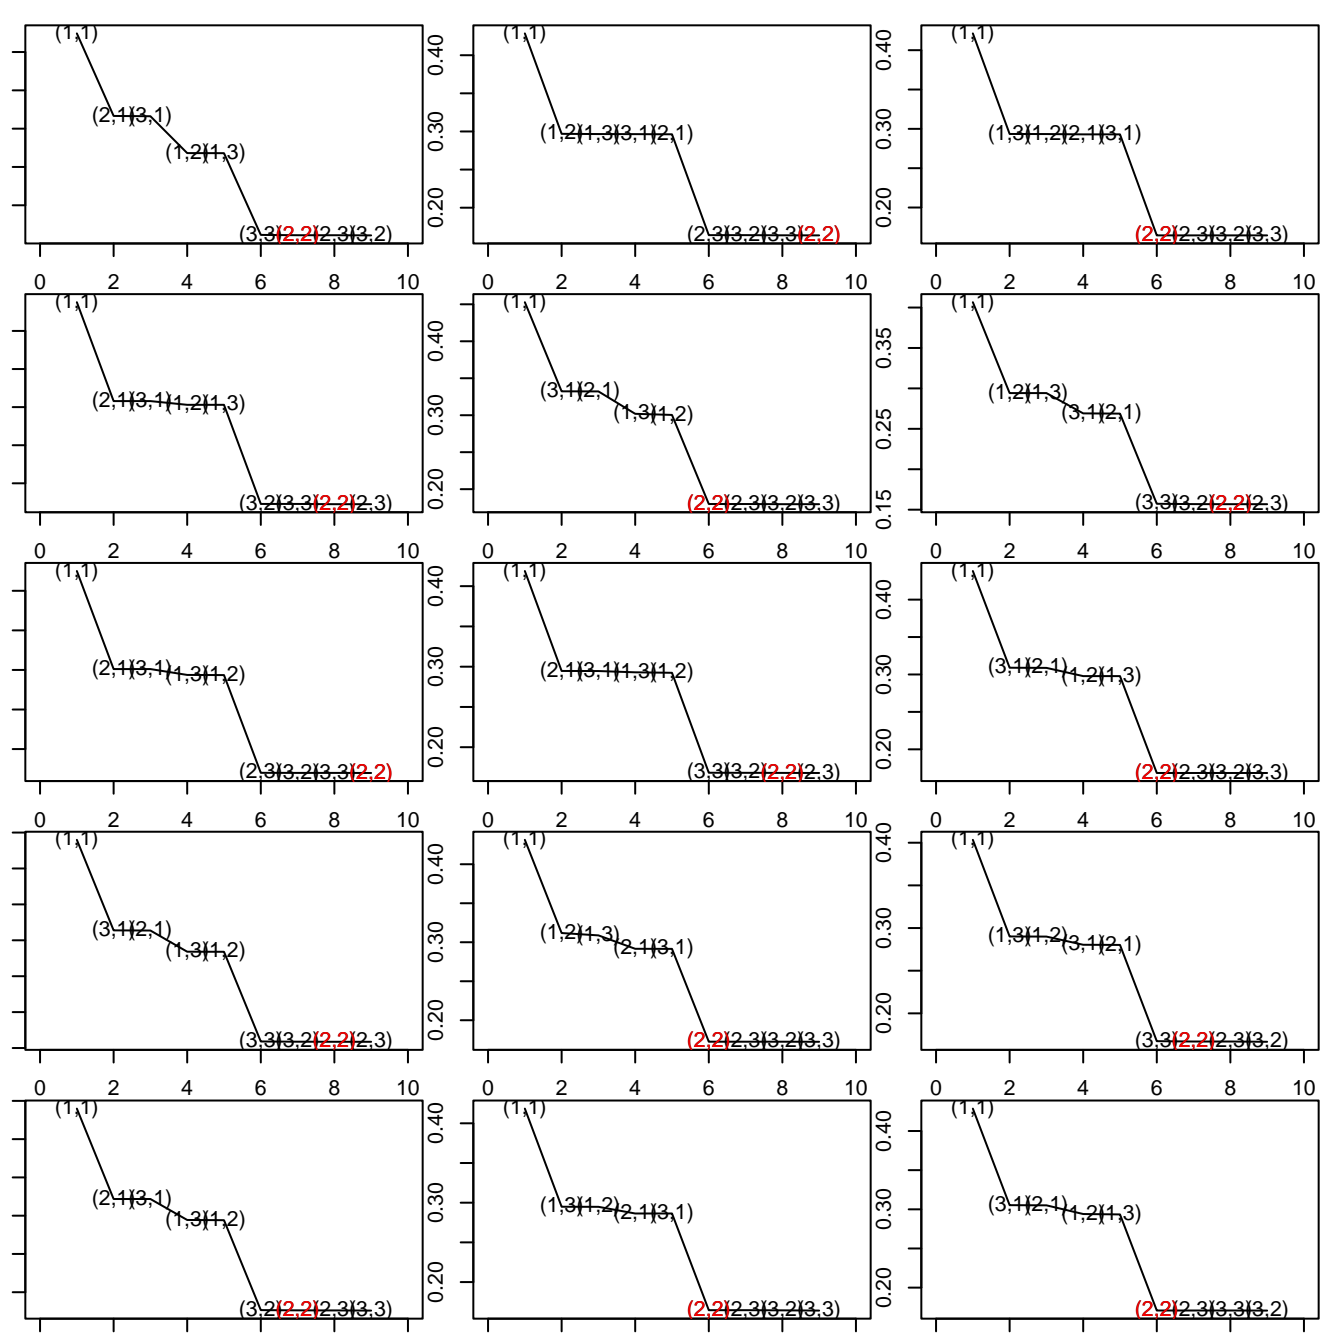 (1,1) (1,1) (1,1)
0.40 0.40
(2,1) (3,1) (1,2) (1,3) (3,1) (2,1) (1,3) (1,2) (2,1) (3,1)
0.30 0.30
(1,2) (1,3)
0.20 0.20
(3,3) (2,2) (2,3) (3,2) (2,3) (3,2) (3,3) (2,2) (2,2) (2,3) (3,2) (3,3)
0 2 4 6 8 10 0 2 4 6 8 10 0 2 4 6 8 10
(1,1) (1,1) (1,1)
0.40 0.35
(2,1) (3,1) (1,2) (1,3) (3,1) (2,1) (1,2) (1,3)
0.30 (1,3) (1,2) 0.25 (3,1) (2,1)
0.20 0.15
(3,2) (3,3) (2,2) (2,3) (2,2) (2,3) (3,2) (3,3) (3,3) (3,2) (2,2) (2,3)
0 2 4 6 8 10 0 2 4 6 8 10 0 2 4 6 8 10
(1,1) (1,1) (1,1)
0.40 0.40
(2,1) (3,1) (1,3) (1,2) (2,1) (3,1) (1,3) (1,2) (3,1) (2,1) (1,2) (1,3)
0.30 0.30
0.20 0.20
(2,3) (3,2) (3,3) (2,2) (3,3) (3,2) (2,2) (2,3) (2,2) (2,3) (3,2) (3,3)
0 2 4 6 8 10 0 2 4 6 8 10 0 2 4 6 8 10
(1,1) (1,1) (1,1)
0.40 0.40
(3,1) (2,1) (1,2) (1,3) (1,3) (1,2)
(1,3) (1,2) 0.30 (2,1) (3,1) 0.30 (3,1) (2,1)
0.20 0.20
(3,3) (3,2) (2,2) (2,3) (2,2) (2,3) (3,2) (3,3) (3,3) (2,2) (2,3) (3,2)
0 2 4 6 8 10 0 2 4 6 8 10 0 2 4 6 8 10
(1,1) (1,1) (1,1)
0.40 0.40
(2,1) (3,1) (1,3) (1,2) (3,1) (2,1)
(1,3) (1,2) 0.30 (2,1) (3,1) 0.30 (1,2) (1,3)
0.20 0.20
(3,2) (2,2) (2,3) (3,3) (2,2) (2,3) (3,2) (3,3) (2,2) (2,3) (3,3) (3,2)